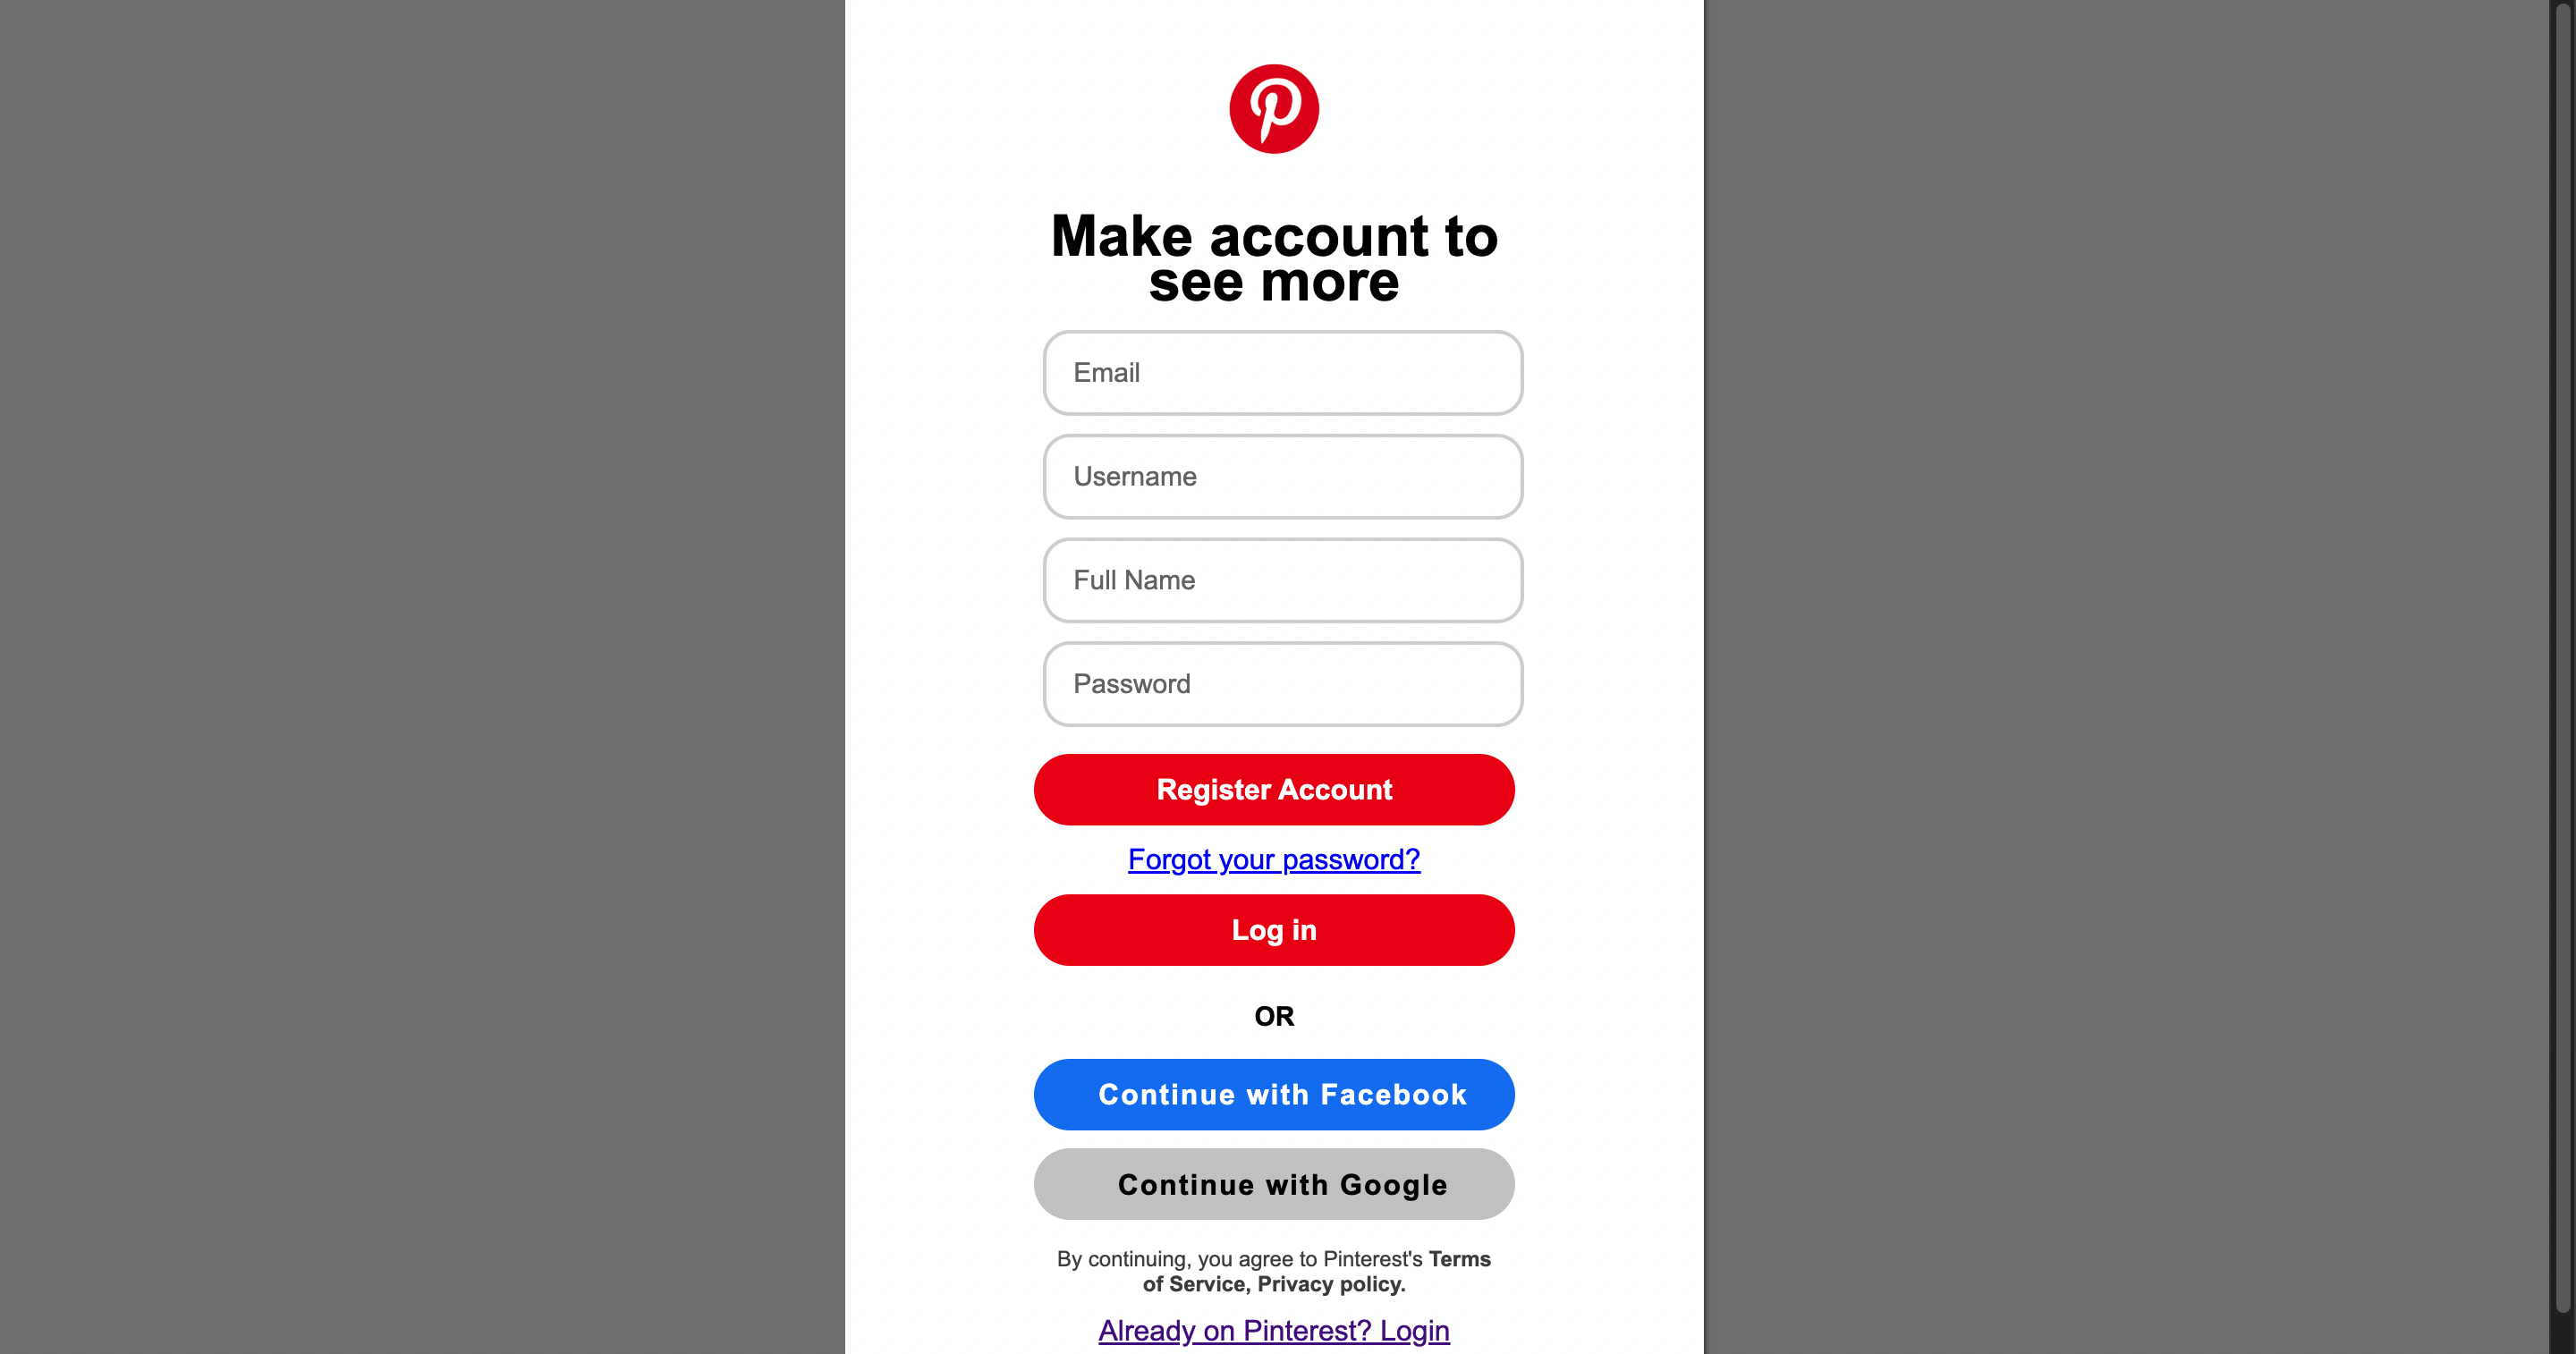 Make account to
see more
Email
Username
Full Name
Password
Register Account
Forgot your password?
Log in
OR
Continue with Facebook
Continue with Google
By continuing, you agree to Pinterest's Terms
of Service, Privacy policy.
Already on Pinterest? Login